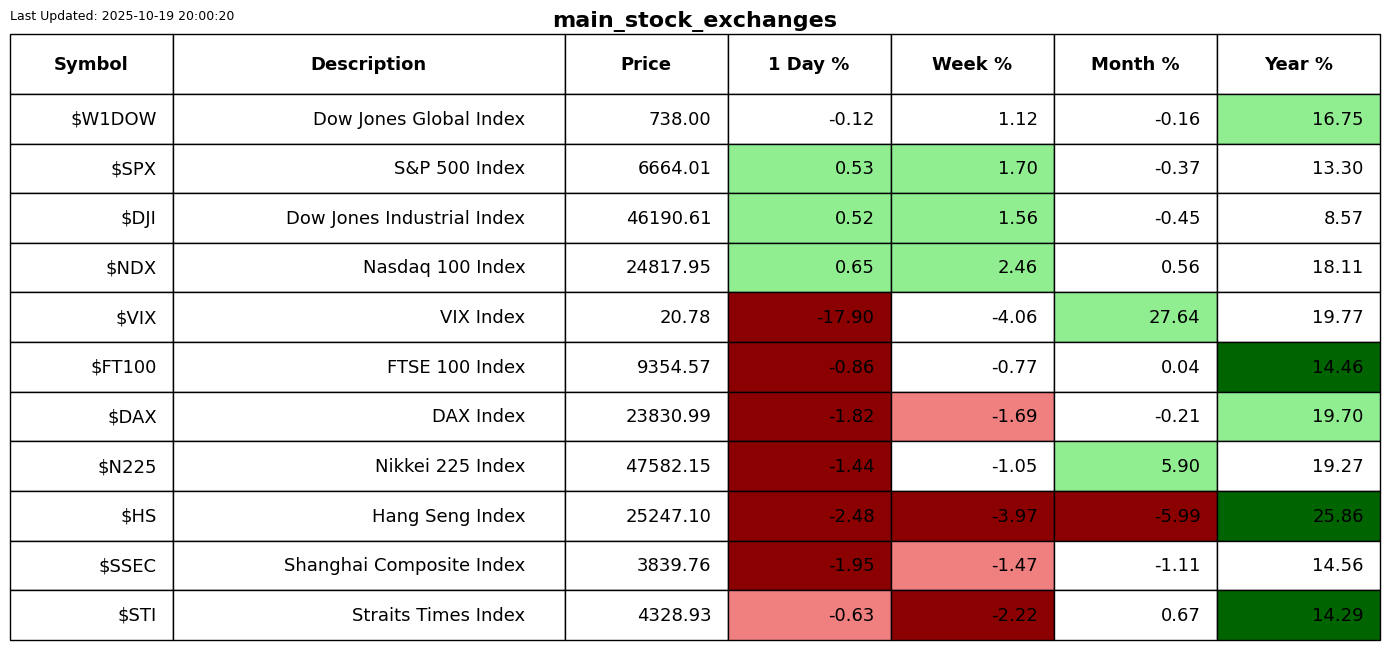 Last Updated: 2025-10-19 20:00:20
main_stock_exchanges
Symbol Description Price 1 Day % Week % Month % Year %
$W1DOW Dow Jones Global Index 738.00 -0.12 1.12 -0.16 16.75
$SPX S&P 500 Index 6664.01 0.53 1.70 -0.37 13.30
$DJI Dow Jones Industrial Index 46190.61 0.52 1.56 -0.45 8.57
$NDX Nasdaq 100 Index 24817.95 0.65 2.46 0.56 18.11
$VIX VIX Index 20.78 -17.90 -4.06 27.64 19.77
$FT100 FTSE 100 Index 9354.57 -0.86 -0.77 0.04 14.46
$DAX DAX Index 23830.99 -1.82 -1.69 -0.21 19.70
$N225 Nikkei 225 Index 47582.15 -1.44 -1.05 5.90 19.27
$HS Hang Seng Index 25247.10 -2.48 -3.97 -5.99 25.86
$SSEC Shanghai Composite Index 3839.76 -1.95 -1.47 -1.11 14.56
$STI Straits Times Index 4328.93 -0.63 -2.22 0.67 14.29